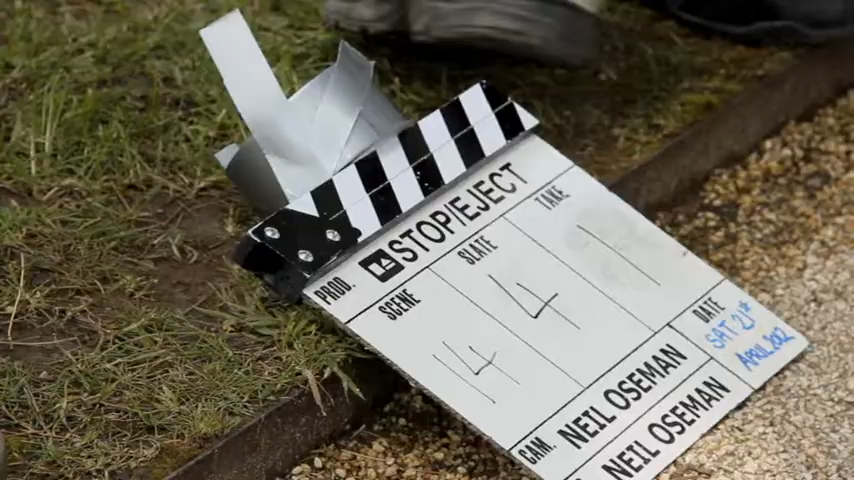 PROD. STOP/EJECT
SCENE SLATE TAKE
14 4 1
DATE
SAT 21st
APRIL 2012
CAM. NEIL OSEMAN
NEIL OSEMAN